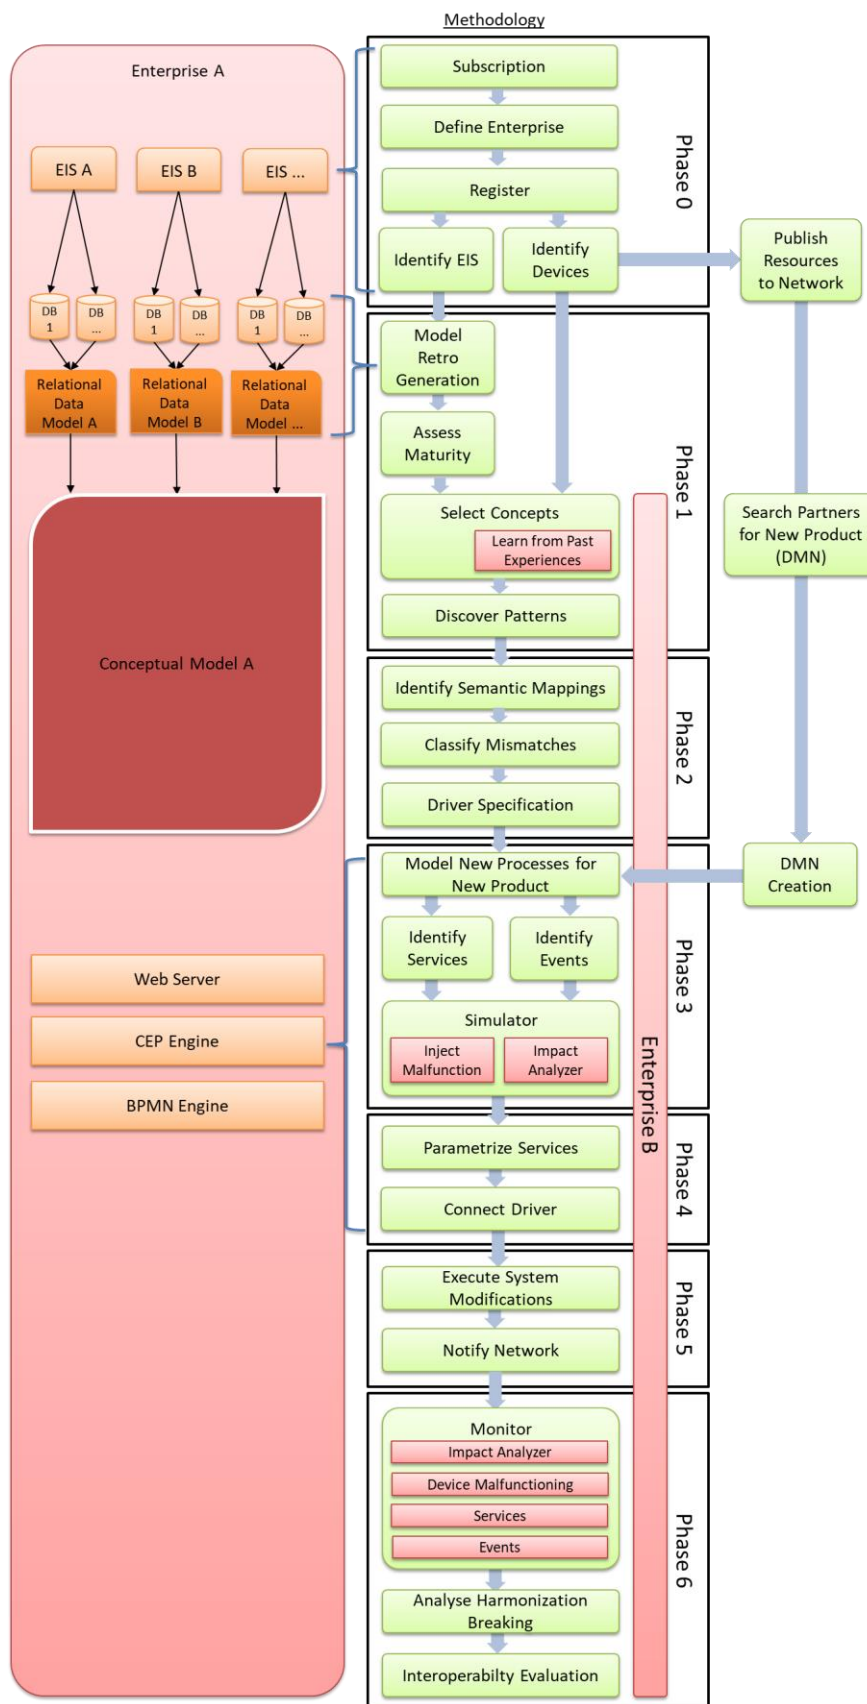 Methodology
Enterprise A
EIS A
EIS B
EIS ...
DB
1
DB
...
DB
1
DB
...
DB
1
DB
...
Relational
Data
Model A
Relational
Data
Model B
Relational
Data
Model ...
Conceptual Model A
Web Server
CEP Engine
BPMN Engine
Phase 0
Subscription
Define Enterprise
Register
Identify EIS
Identify
Devices
Publish
Resources
to Network
Phase 1
Model
Retro
Generation
Assess
Maturity
Select Concepts
Learn from Past
Experiences
Discover Patterns
Search Partners
for New Product
(DMN)
Phase 2
Identify Semantic Mappings
Classify Mismatches
Driver Specification
Phase 3
Model New Processes for
New Product
DMN
Creation
Identify
Services
Identify
Events
Simulator
Inject
Malfunction
Impact
Analyzer
Enterprise B
Phase 4
Parametrize Services
Connect Driver
Phase 5
Execute System
Modifications
Notify Network
Phase 6
Monitor
Impact Analyzer
Device Malfunctioning
Services
Events
Analyse Harmonization
Breaking
Interoperabilty Evaluation